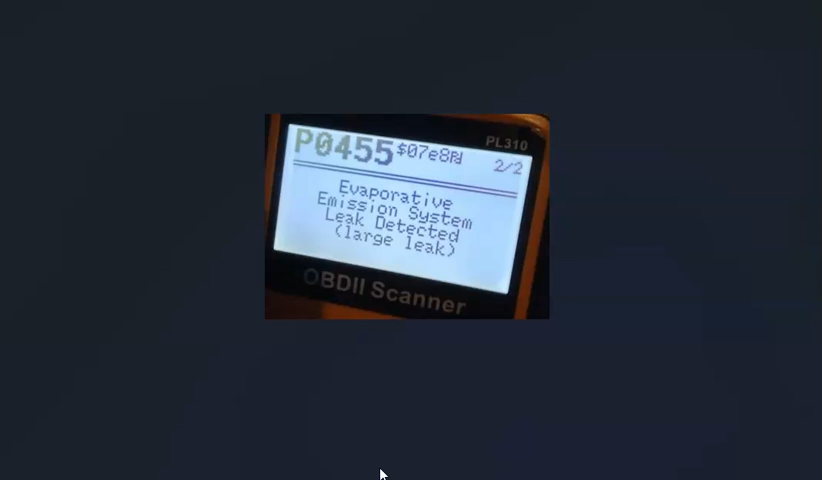 PL310
P0455 $07e8 2/2
Evaporative
Emission System
Leak Detected
(large leak)
OBDII Scanner